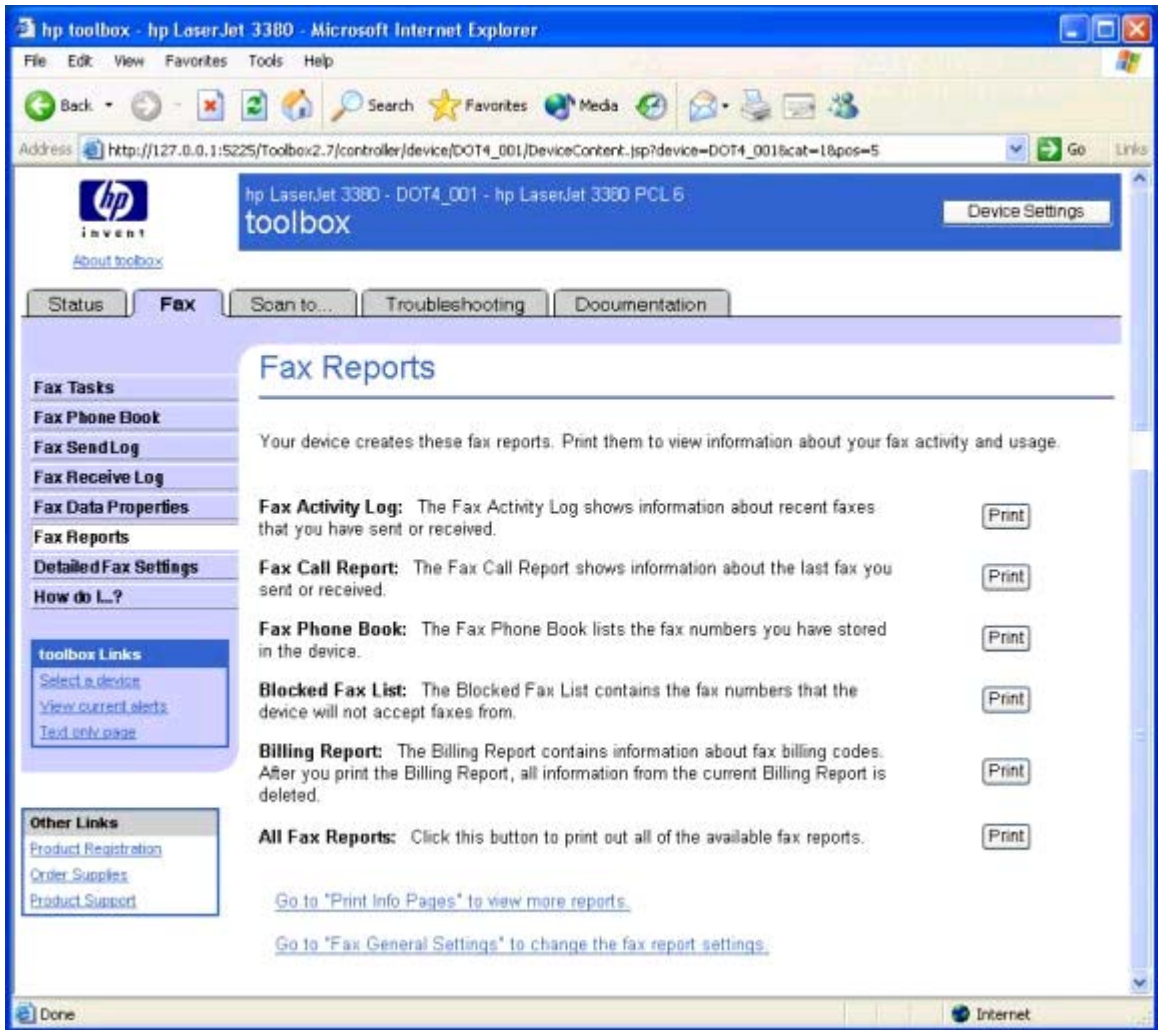 hp toolbox - hp LaserJet 3380 - Microsoft Internet Explorer
File Edit View Favorites Tools Help
Back Search Favorites Media
Address http://127.0.0.1:5225/Toolbox2.7/controller/device/DOT4_001/DeviceContent.jsp?device=DOT4_001&cat=1&pos=5 Go Links
hp
invent
About toolbox
hp LaserJet 3380 - DOT4_001 - hp LaserJet 3380 PCL 6
toolbox
Device Settings
Status Fax Scan to... Troubleshooting Documentation
Fax Tasks
Fax Phone Book
Fax Send Log
Fax Receive Log
Fax Data Properties
Fax Reports
Detailed Fax Settings
How do I...?
toolbox Links
Select a device
View current alerts
Text only page
Other Links
Product Registration
Order Supplies
Product Support
Fax Reports
Your device creates these fax reports. Print them to view information about your fax activity and usage.
Fax Activity Log: The Fax Activity Log shows information about recent faxes
that you have sent or received.
Print
Fax Call Report: The Fax Call Report shows information about the last fax you
sent or received.
Print
Fax Phone Book: The Fax Phone Book lists the fax numbers you have stored
in the device.
Print
Blocked Fax List: The Blocked Fax List contains the fax numbers that the
device will not accept faxes from.
Print
Billing Report: The Billing Report contains information about fax billing codes.
After you print the Billing Report, all information from the current Billing Report is
deleted.
Print
All Fax Reports: Click this button to print out all of the available fax reports.
Print
Go to "Print Info Pages" to view more reports.
Go to "Fax General Settings" to change the fax report settings.
Done Internet